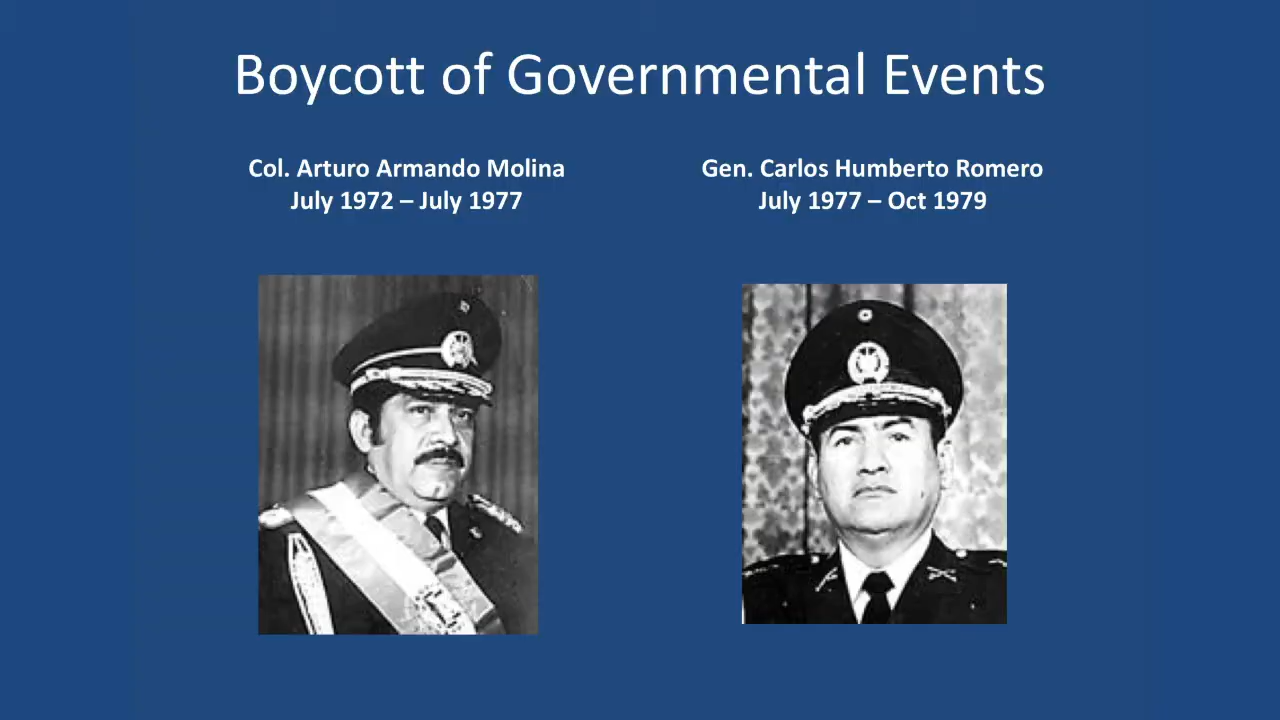 Boycott of Governmental Events
Col. Arturo Armando Molina
July 1972 – July 1977
Gen. Carlos Humberto Romero
July 1977 – Oct 1979